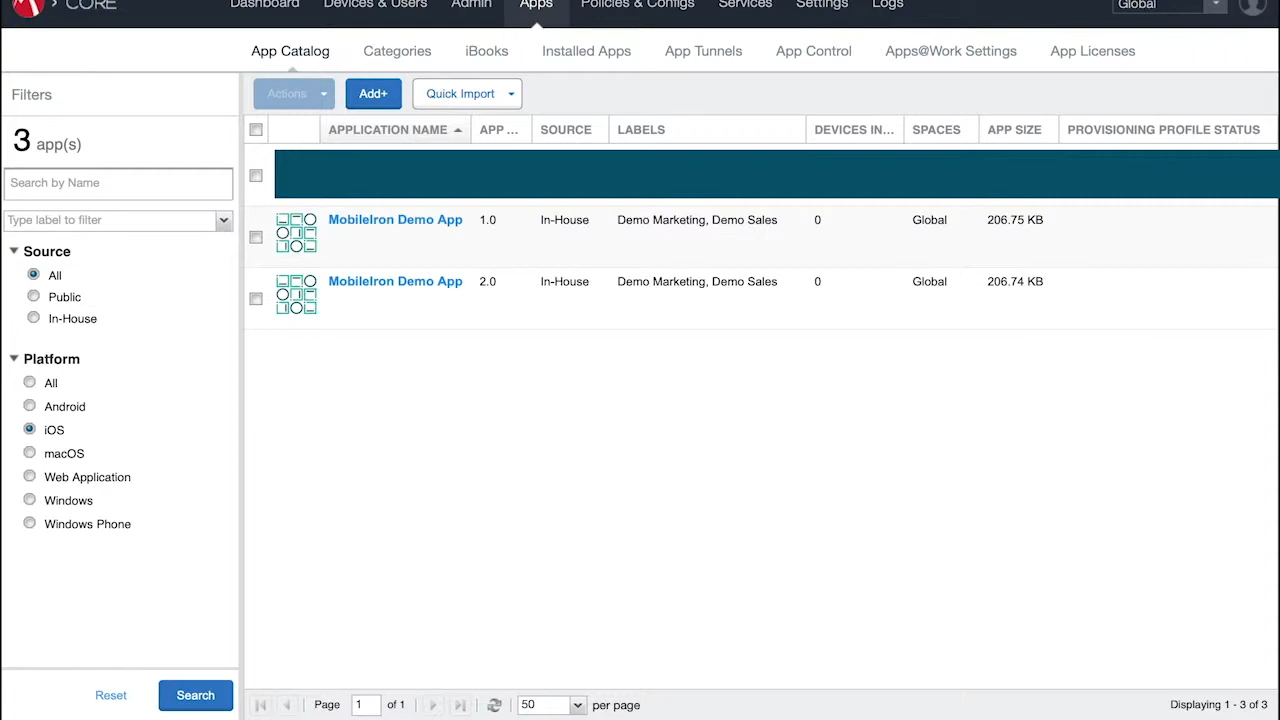 CORE Dashboard Devices & Users Admin Apps Policies & Configs Services Settings Logs Global
App Catalog Categories iBooks Installed Apps App Tunnels App Control Apps@Work Settings App Licenses
Filters
Actions Add+ Quick Import
3 app(s)
APPLICATION NAME APP ... SOURCE LABELS DEVICES IN... SPACES APP SIZE PROVISIONING PROFILE STATUS
Search by Name
Type label to filter
MobileIron Demo App 1.0 In-House Demo Marketing, Demo Sales 0 Global 206.75 KB
MobileIron Demo App 2.0 In-House Demo Marketing, Demo Sales 0 Global 206.74 KB
Source
All
Public
In-House
Platform
All
Android
iOS
macOS
Web Application
Windows
Windows Phone
Reset Search
Page 1 of 1 50 per page Displaying 1 - 3 of 3